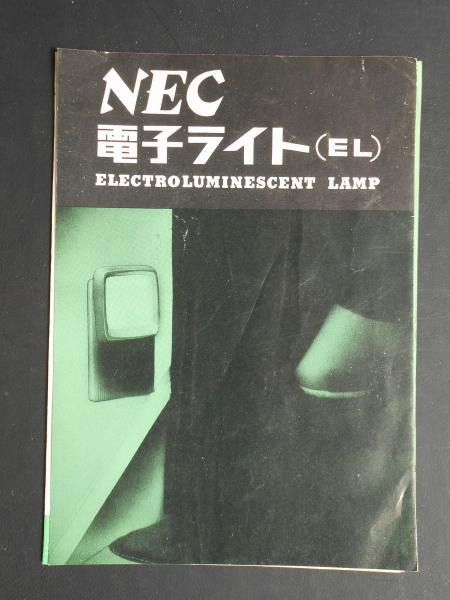 NEC
電子ライト(EL)
ELECTROLUMINESCENT LAMP